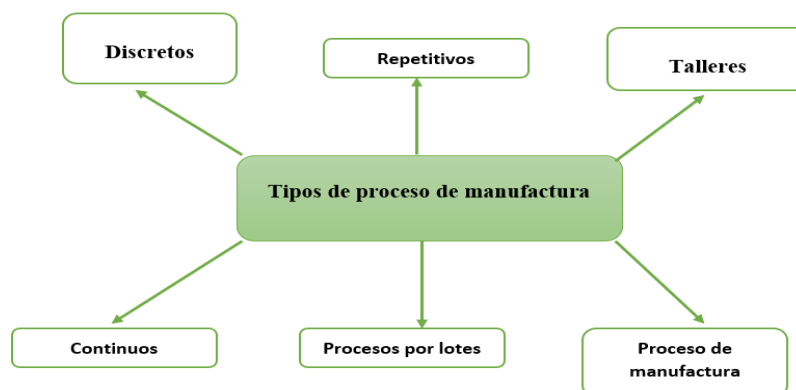 Discretos
Repetitivos
Talleres
Tipos de proceso de manufactura
Continuos
Procesos por lotes
Proceso de
manufactura